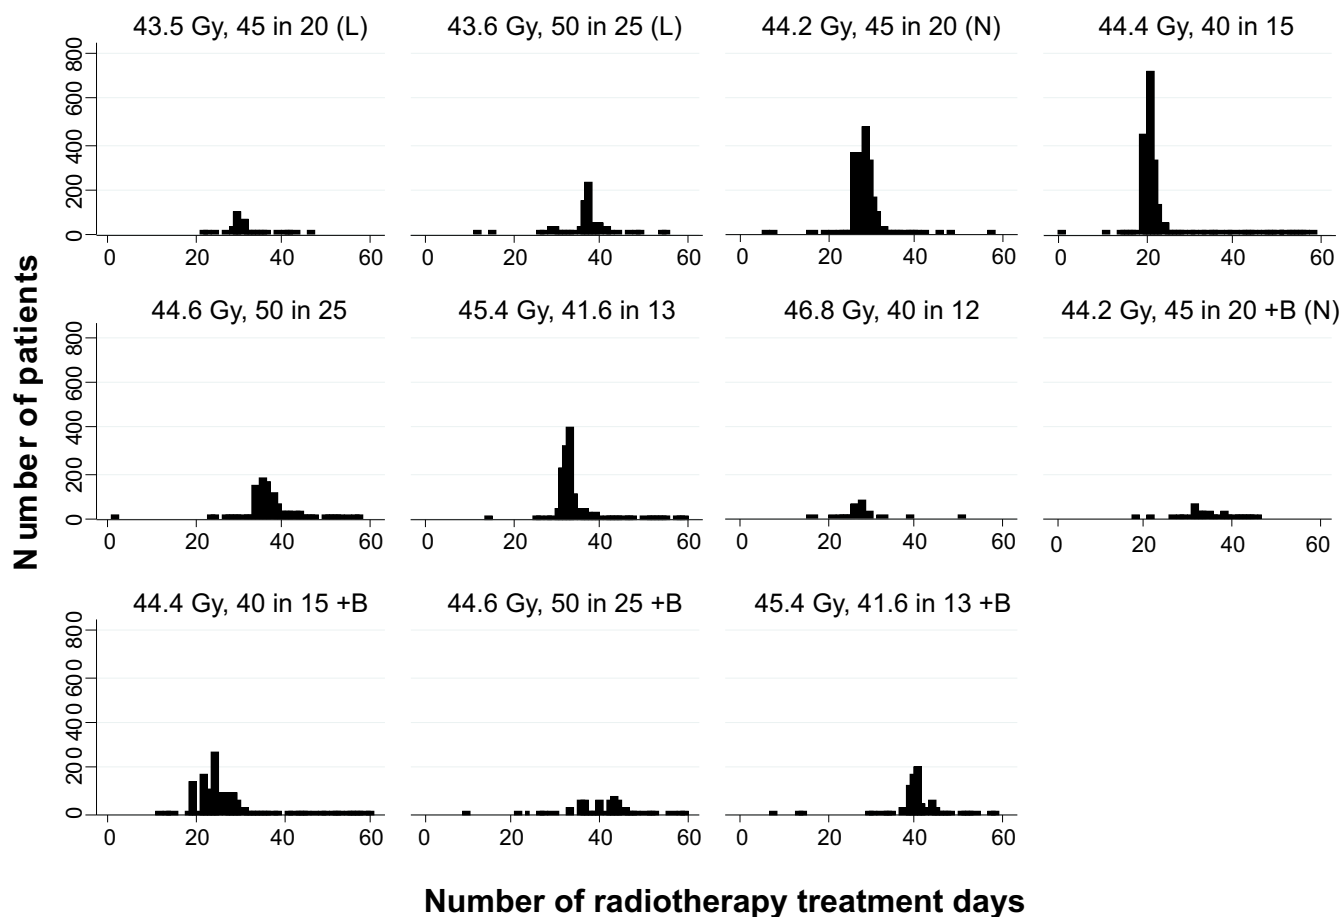 43.5 Gy, 45 in 20 (L)
43.6 Gy, 50 in 25 (L)
44.2 Gy, 45 in 20 (N)
44.4 Gy, 40 in 15
800
600
400
200
0
0 20 40 60
0 20 40 60
0 20 40 60
0 20 40 60
44.6 Gy, 50 in 25
45.4 Gy, 41.6 in 13
46.8 Gy, 40 in 12
44.2 Gy, 45 in 20 +B (N)
Number of patients
800
600
400
200
0
0 20 40 60
0 20 40 60
0 20 40 60
0 20 40 60
44.4 Gy, 40 in 15 +B
44.6 Gy, 50 in 25 +B
45.4 Gy, 41.6 in 13 +B
800
600
400
200
0
0 20 40 60
0 20 40 60
0 20 40 60
Number of radiotherapy treatment days